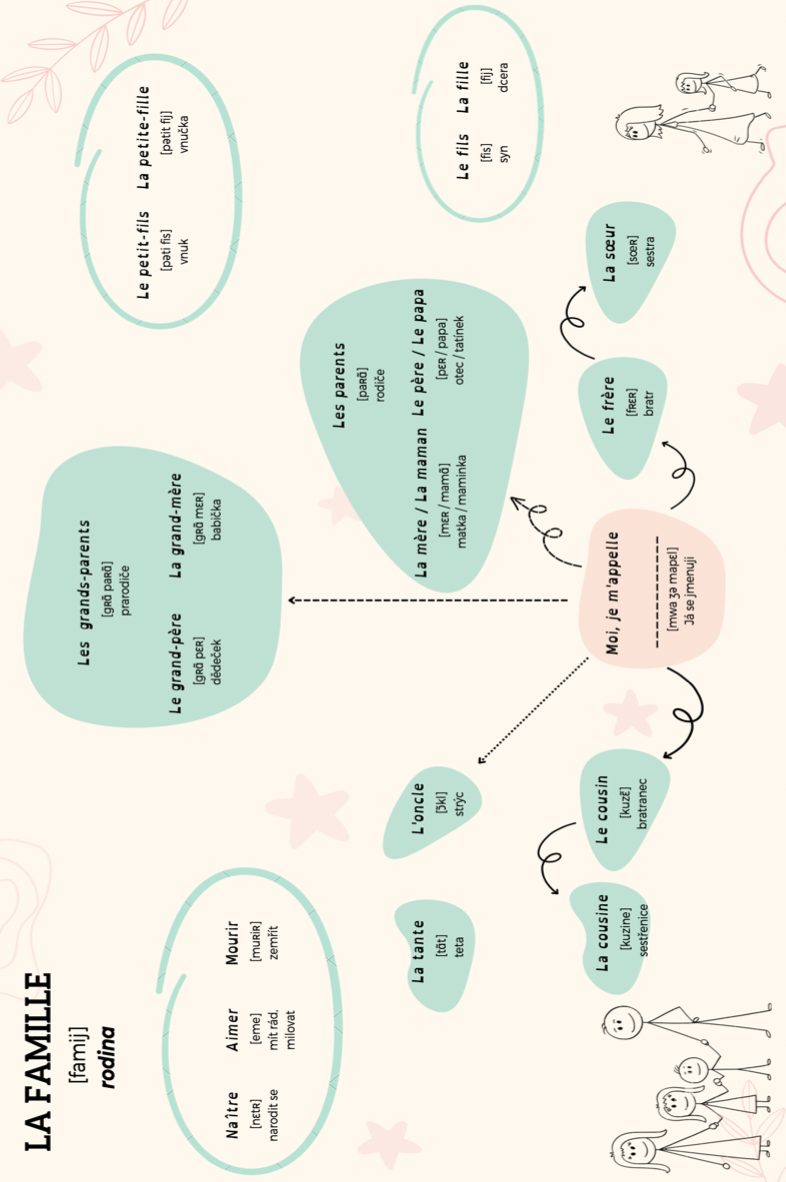 LA FAMILLE
[famij]
rodina
Naître
[nɛtʀ]
narodit se
Aimer
[eme]
mít rád,
milovat
Mourir
[muʀiʀ]
zemřít
Les grands-parents
[gʀɑ̃ paʀɑ̃]
prarodiče
Le grand-père
[gʀɑ̃ pɛʀ]
dědeček
La grand-mère
[gʀɑ̃ mɛʀ]
babička
Le petit-fils
[pəti fis]
vnuk
La petite-fille
[pətit fij]
vnučka
La tante
[tɑ̃t]
teta
L'oncle
[ɔ̃kl]
strýc
Les parents
[paʀɑ̃]
rodiče
La mère / La maman
[mɛʀ / mamɑ̃]
matka / maminka
Le père / Le papa
[pɛʀ / papa]
otec / tatínek
Le fils
[fis]
syn
La fille
[fij]
dcera
La cousine
[kuzine]
sestřenice
Le cousin
[kuzɛ̃]
bratranec
Moi, je m'appelle
----------------
[mwa ʒə mapɛl]
Já se jmenuji
Le frère
[fʀɛʀ]
bratr
La sœur
[sœʀ]
sestra